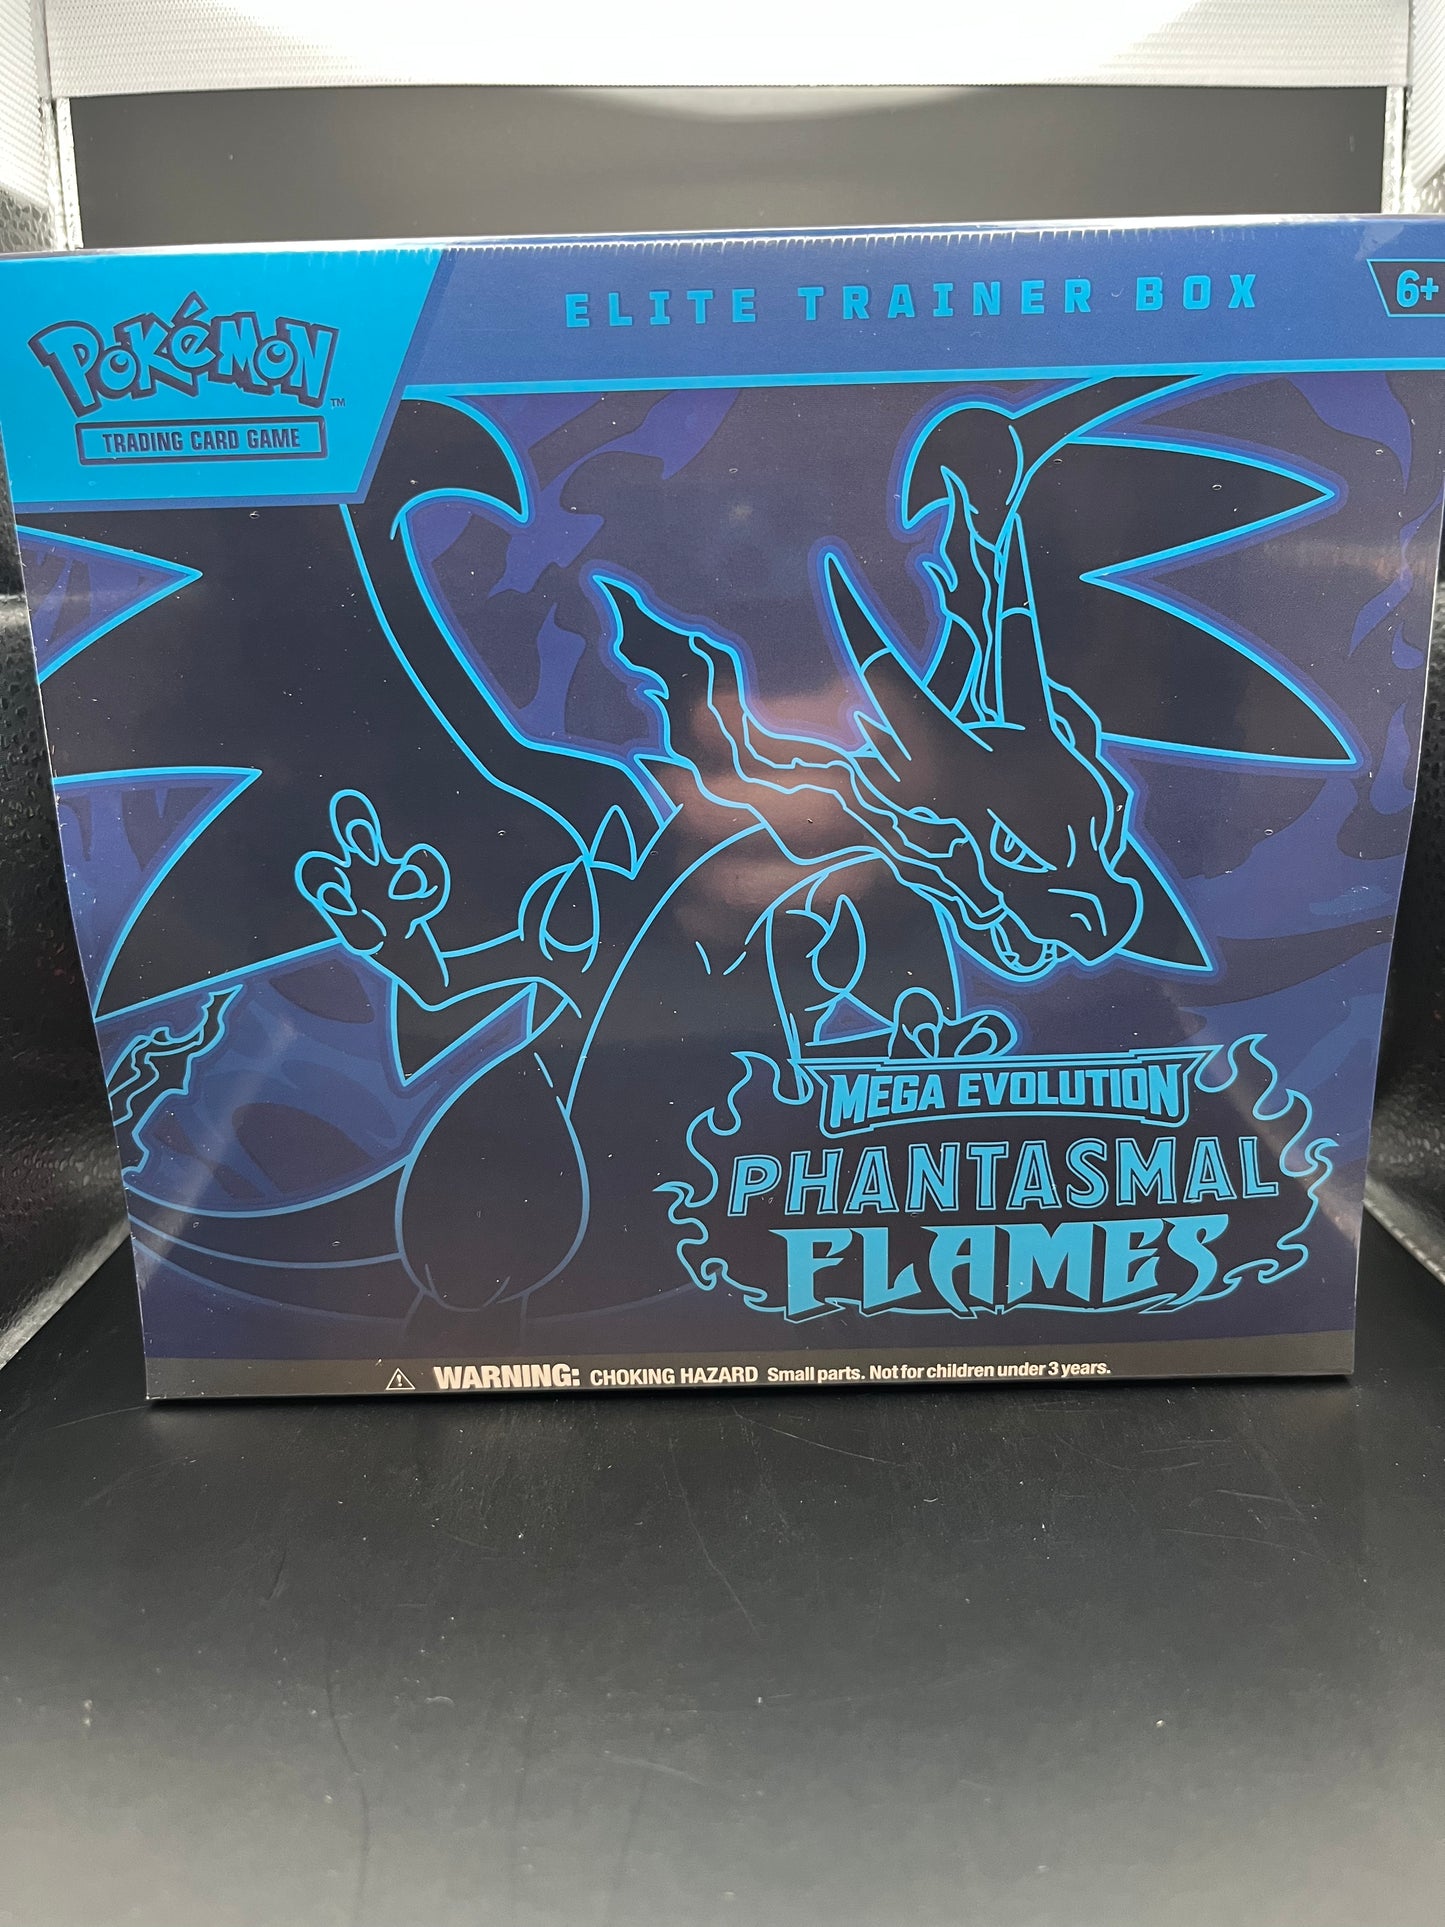 ELITE TRAINER BOX
6+
POKéMON™
TRADING CARD GAME
MEGA EVOLUTION
PHANTASMAL
FLAMES
⚠ WARNING: CHOKING HAZARD Small parts. Not for children under 3 years.